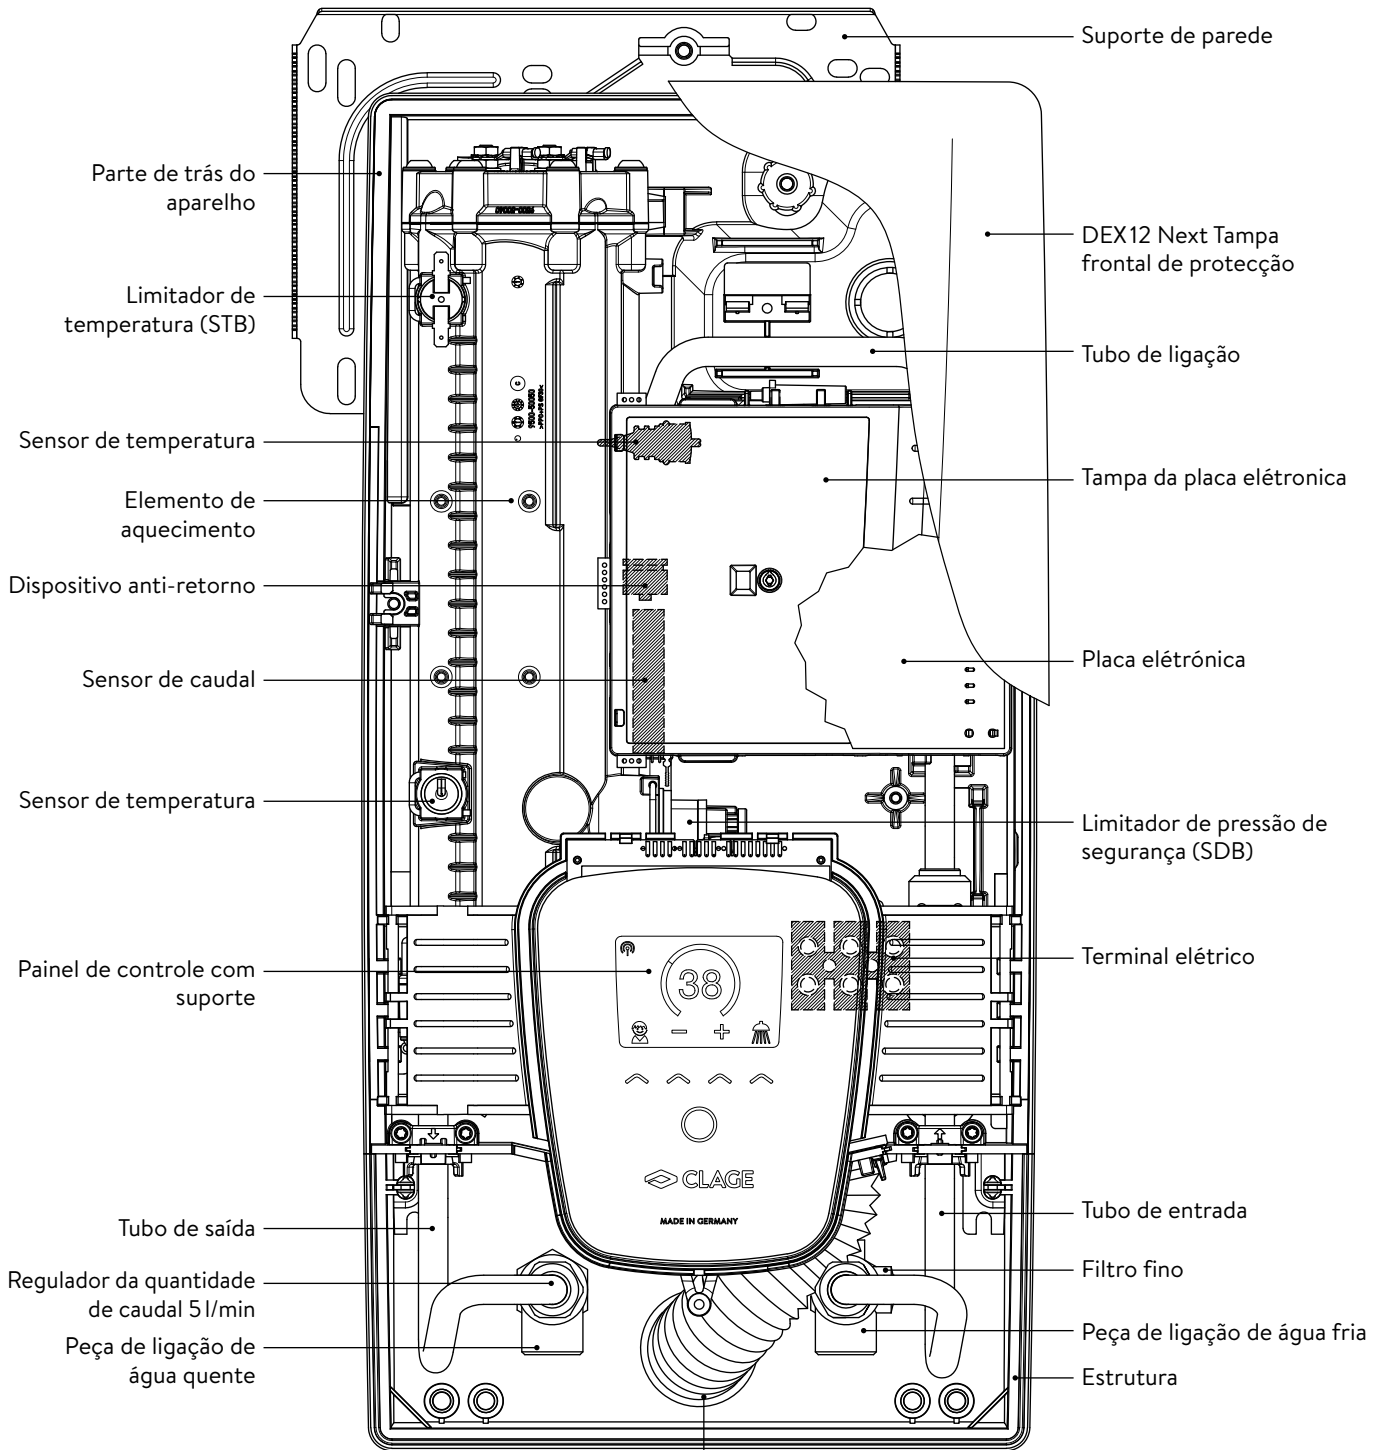 Suporte de parede
Parte de trás do
aparelho
DEX12 Next Tampa
frontal de protecção
Limitador de
temperatura (STB)
Tubo de ligação
Sensor de temperatura
Tampa da placa elétronica
Elemento de
aquecimento
Dispositivo anti-retorno
Placa elétrónica
Sensor de caudal
Sensor de temperatura
Limitador de pressão de
segurança (SDB)
Terminal elétrico
Painel de controle com
suporte
38
CLAGE
MADE IN GERMANY
Tubo de saída
Tubo de entrada
Filtro fino
Regulador da quantidade
de caudal 5 l/min
Peça de ligação de água fria
Peça de ligação de
água quente
Estrutura